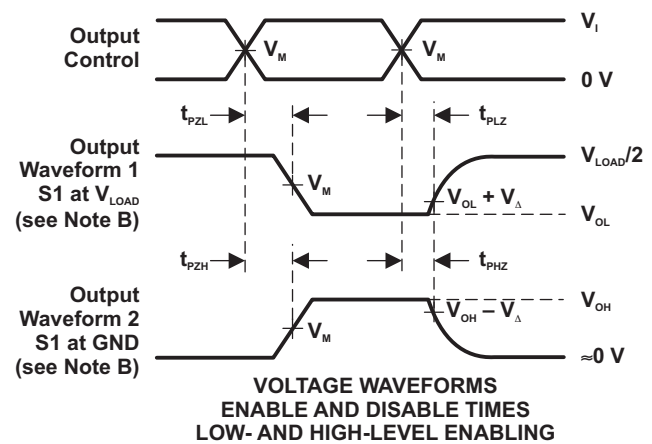 Output
Control
V_M
V_M
V_I
0 V
t_PZL
t_PLZ
Output
Waveform 1
S1 at V_LOAD
(see Note B)
V_M
V_OL + V_Δ
V_LOAD/2
V_OL
t_PZH
t_PHZ
Output
Waveform 2
S1 at GND
(see Note B)
V_M
V_OH – V_Δ
V_OH
≈0 V
VOLTAGE WAVEFORMS
ENABLE AND DISABLE TIMES
LOW- AND HIGH-LEVEL ENABLING